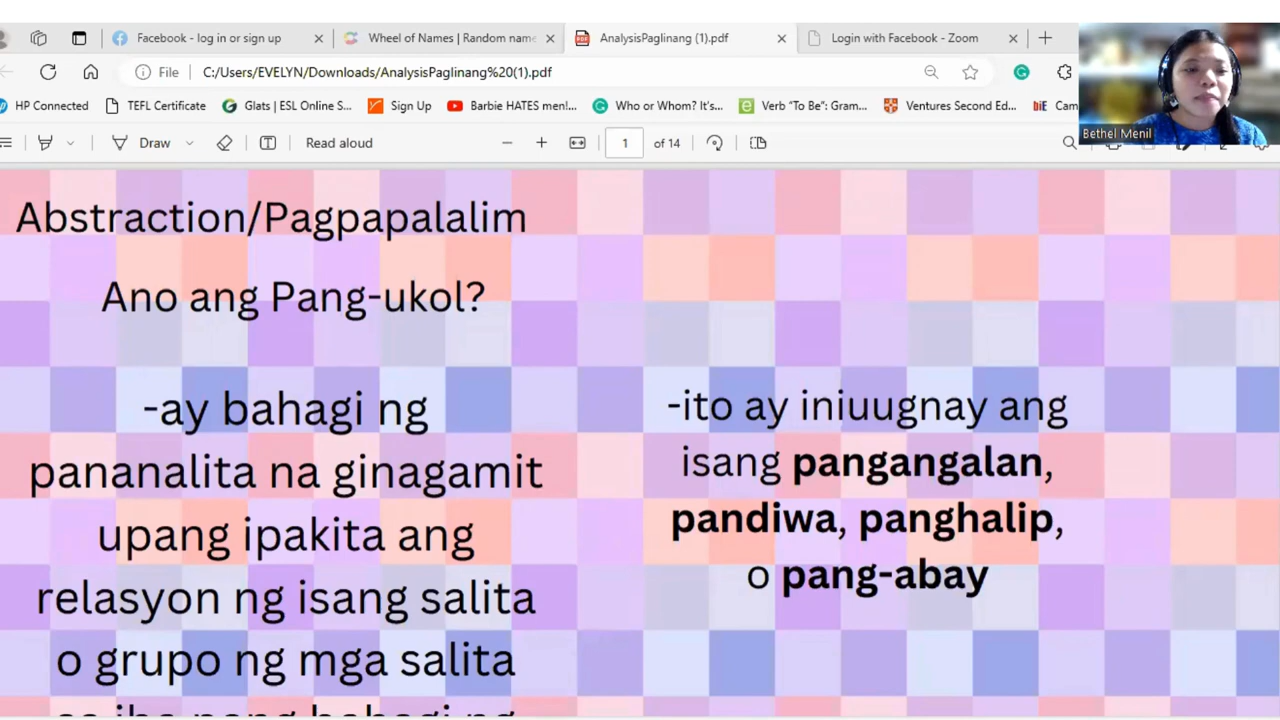 Facebook - log in or sign up
Wheel of Names | Random name
AnalysisPaglinang (1).pdf
Login with Facebook - Zoom
File
C:/Users/EVELYN/Downloads/AnalysisPaglinang%20(1).pdf
HP Connected
TEFL Certificate
Glats | ESL Online S...
Sign Up
Barbie HATES men!...
Who or Whom? It's...
Verb "To Be": Gram...
Ventures Second Ed...
Cam
Bethel Menil
Draw
Read aloud
1
of 14
Abstraction/Pagpapalalim
Ano ang Pang-ukol?
-ay bahagi ng
pananalita na ginagamit
upang ipakita ang
relasyon ng isang salita
o grupo ng mga salita
-ito ay iniuugnay ang
isang pangangalan,
pandiwa, panghalip,
o pang-abay